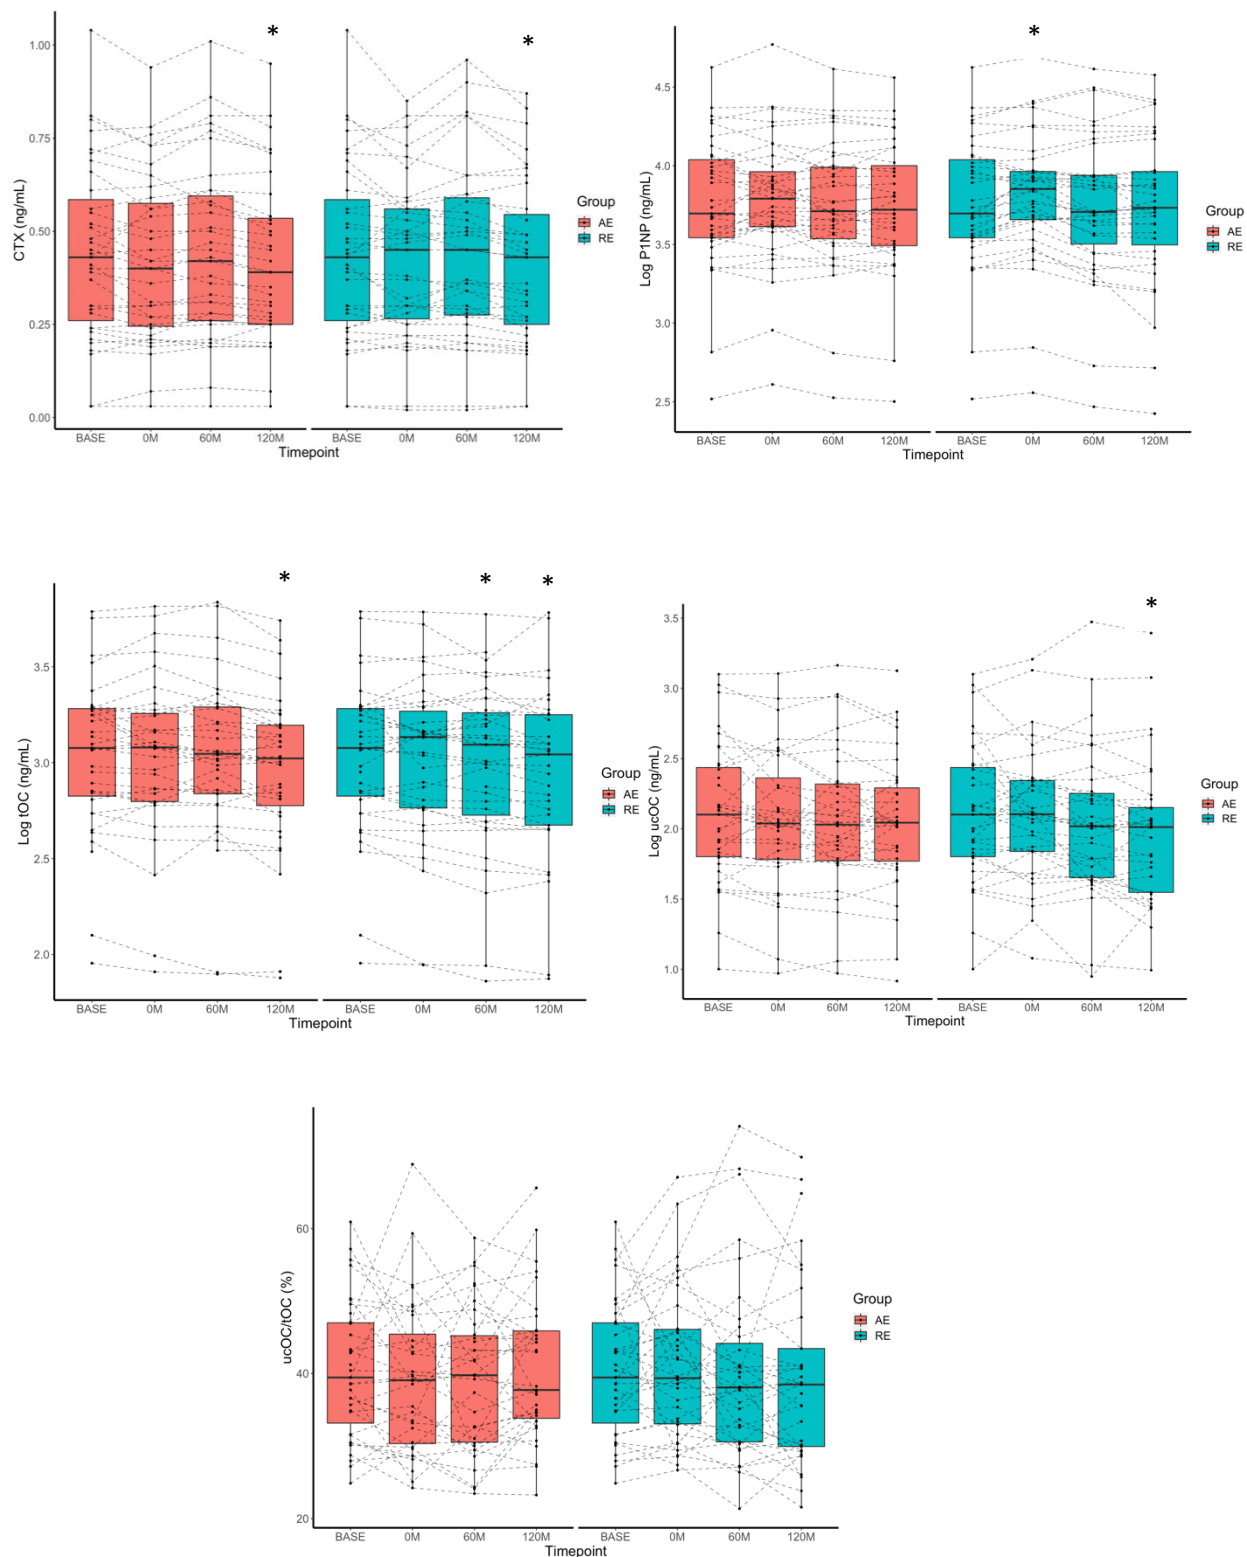 * *
CTX (ng/mL)
1.00
0.75
0.50
0.25
0.00
BASE 0M 60M 120M BASE 0M 60M 120M
Timepoint
Group
AE
RE
*
Log P1NP (ng/mL)
4.5
4.0
3.5
3.0
2.5
BASE 0M 60M 120M BASE 0M 60M 120M
Timepoint
Group
AE
RE
* * *
Log tOC (ng/mL)
3.5
3.0
2.5
2.0
BASE 0M 60M 120M BASE 0M 60M 120M
Timepoint
Group
AE
RE
*
Log ucOC (ng/mL)
3.5
3.0
2.5
2.0
1.5
1.0
BASE 0M 60M 120M BASE 0M 60M 120M
Timepoint
Group
AE
RE
ucOC/tOC (%)
60
40
20
BASE 0M 60M 120M BASE 0M 60M 120M
Timepoint
Group
AE
RE